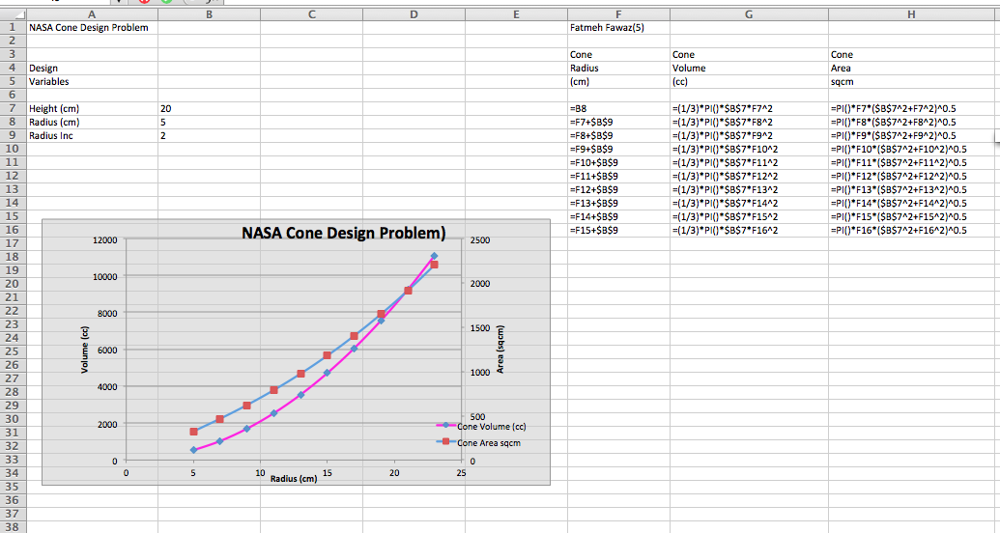 A B C D E F G H
1 NASA Cone Design Problem Fatmeh Fawaz(5)
2
3 Cone Cone Cone
4 Design Radius Volume Area
5 Variables (cm) (cc) sqcm
6
7 Height (cm) 20 =B8 =(1/3)*PI()*$B$7*F7^2 =PI()*F7*($B$7^2+F7^2)^0.5
8 Radius (cm) 5 =F7+$B$9 =(1/3)*PI()*$B$7*F8^2 =PI()*F8*($B$7^2+F8^2)^0.5
9 Radius Inc 2 =F8+$B$9 =(1/3)*PI()*$B$7*F9^2 =PI()*F9*($B$7^2+F9^2)^0.5
10 =F9+$B$9 =(1/3)*PI()*$B$7*F10^2 =PI()*F10*($B$7^2+F10^2)^0.5
11 =F10+$B$9 =(1/3)*PI()*$B$7*F11^2 =PI()*F11*($B$7^2+F11^2)^0.5
12 =F11+$B$9 =(1/3)*PI()*$B$7*F12^2 =PI()*F12*($B$7^2+F12^2)^0.5
13 =F12+$B$9 =(1/3)*PI()*$B$7*F13^2 =PI()*F13*($B$7^2+F13^2)^0.5
14 =F13+$B$9 =(1/3)*PI()*$B$7*F14^2 =PI()*F14*($B$7^2+F14^2)^0.5
15 =F14+$B$9 =(1/3)*PI()*$B$7*F15^2 =PI()*F15*($B$7^2+F15^2)^0.5
16 =F15+$B$9 =(1/3)*PI()*$B$7*F16^2 =PI()*F16*($B$7^2+F16^2)^0.5
17
18
19
20
21
22
23
24
25
26
27
28
29
30
31
32
33
34
35
36
37
38
NASA Cone Design Problem)
12000 2500
10000 2000
8000
1500
6000
1000
4000
500
2000
0 0
Volume (cc)
Area (sqcm)
Cone Volume (cc)
Cone Area sqcm
0 5 10 15 20 25
Radius (cm)